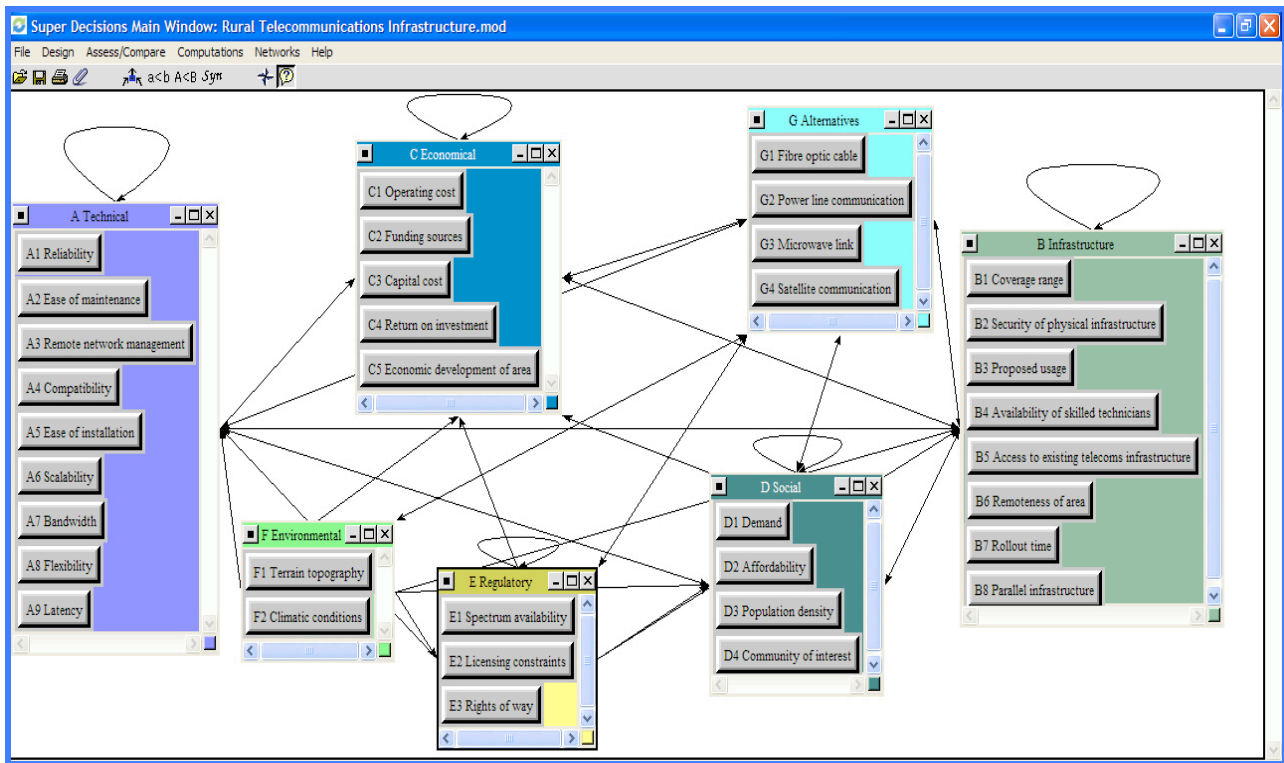 Super Decisions Main Window: Rural Telecommunications Infrastructure.mod
File Design Assess/Compare Computations Networks Help
a<b A<B Syn
A Technical
A1 Reliability
A2 Ease of maintenance
A3 Remote network management
A4 Compatibility
A5 Ease of installation
A6 Scalability
A7 Bandwidth
A8 Flexibility
A9 Latency
C Economical
C1 Operating cost
C2 Funding sources
C3 Capital cost
C4 Return on investment
C5 Economic development of area
G Alternatives
G1 Fibre optic cable
G2 Power line communication
G3 Microwave link
G4 Satellite communication
B Infrastructure
B1 Coverage range
B2 Security of physical infrastructure
B3 Proposed usage
B4 Availability of skilled technicians
B5 Access to existing telecoms infrastructure
B6 Remoteness of area
B7 Rollout time
B8 Parallel infrastructure
F Environmental
F1 Terrain topography
F2 Climatic conditions
E Regulatory
E1 Spectrum availability
E2 Licensing constraints
E3 Rights of way
D Social
D1 Demand
D2 Affordability
D3 Population density
D4 Community of interest